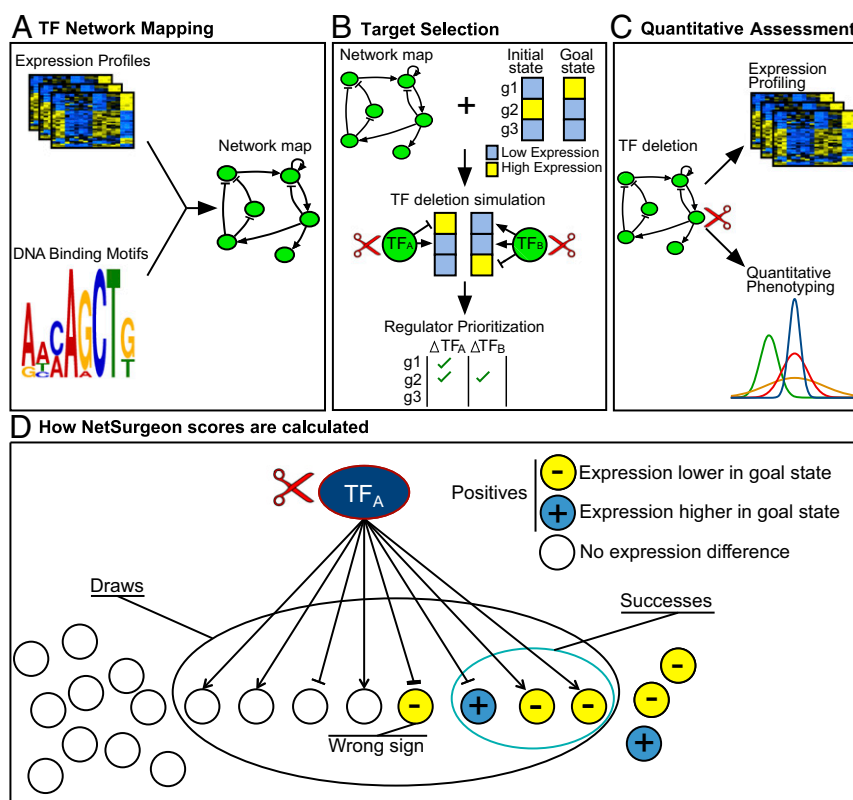 A TF Network Mapping
Expression Profiles
Network map
DNA Binding Motifs
A A C A G C T G
G T A A T
C
B Target Selection
Network map
Initial state
Goal state
+
g1
g2
g3
Low Expression
High Expression
TF deletion simulation
TFA
TFB
Regulator Prioritization
ΔTFA ΔTFB
g1 ✓
g2 ✓ ✓
g3
C Quantitative Assessment
Expression Profiling
TF deletion
Quantitative Phenotyping
D How NetSurgeon scores are calculated
TFA
Positives
- Expression lower in goal state
+ Expression higher in goal state
No expression difference
Draws
Successes
- + - -
- - +
Wrong sign